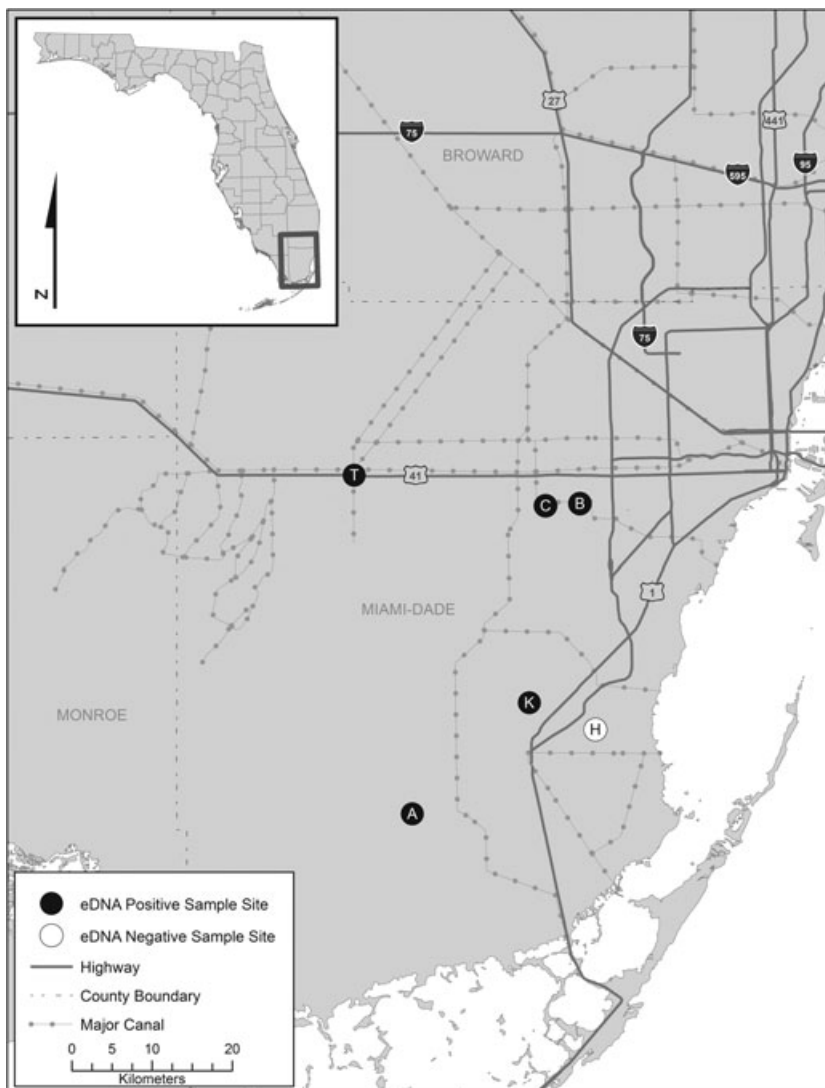 N
27
441
75
BROWARD
595
95
75
T
41
C
B
1
MIAMI-DADE
K
MONROE
H
A
eDNA Positive Sample Site
eDNA Negative Sample Site
Highway
County Boundary
Major Canal
0 5 10 20
Kilometers